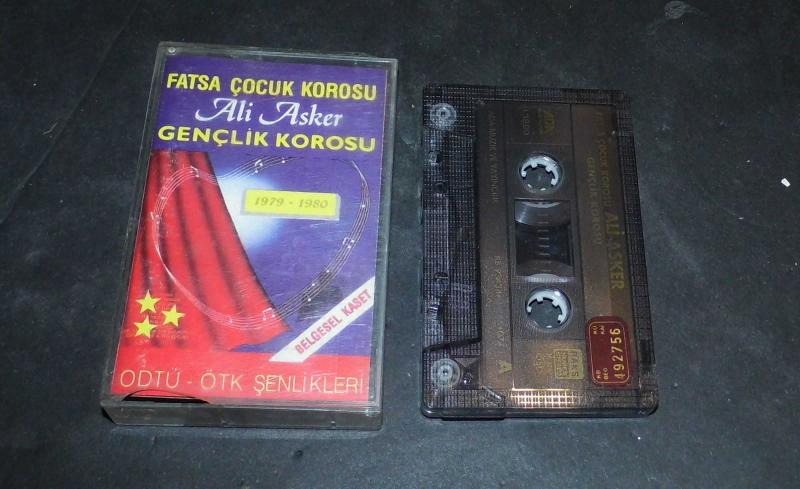 FATSA ÇOCUK KOROSU
Ali Asker
GENÇLİK KOROSU
1979 - 1980
BELGESEL KASET
ODTÜ - ÖTK ŞENLİKLERİ
FATSA ÇOCUK KOROSU
ALİ ASKER
GENÇLİK KOROSU
A
492756